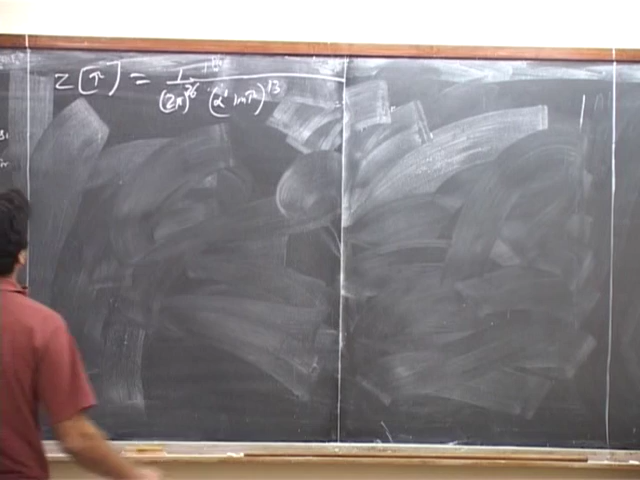 Z[τ] = 1 / (2π)^26 (α' Im τ)^13